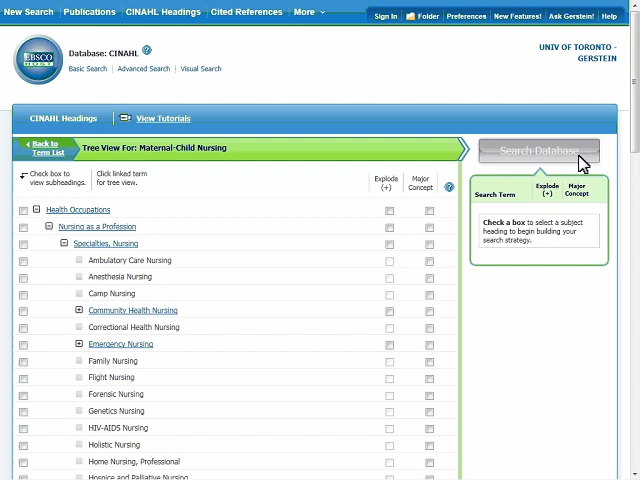 New Search Publications CINAHL Headings Cited References More
Sign In Folder Preferences New Features! Ask Gerstein! Help
EBSCO HOST
Database: CINAHL
Basic Search | Advanced Search | Visual Search
UNIV OF TORONTO -
GERSTEIN
CINAHL Headings View Tutorials
Back to
Term List
Tree View For: Maternal-Child Nursing
Search Database
Check box to
view subheadings.
Click linked term
for tree view.
Explode
(+)
Major
Concept
Search Term
Explode
(+)
Major
Concept
Check a box to select a subject
heading to begin building your
search strategy.
Health Occupations
Nursing as a Profession
Specialties, Nursing
Ambulatory Care Nursing
Anesthesia Nursing
Camp Nursing
Community Health Nursing
Correctional Health Nursing
Emergency Nursing
Family Nursing
Flight Nursing
Forensic Nursing
Genetics Nursing
HIV-AIDS Nursing
Holistic Nursing
Home Nursing, Professional
Hospice and Palliative Nursing